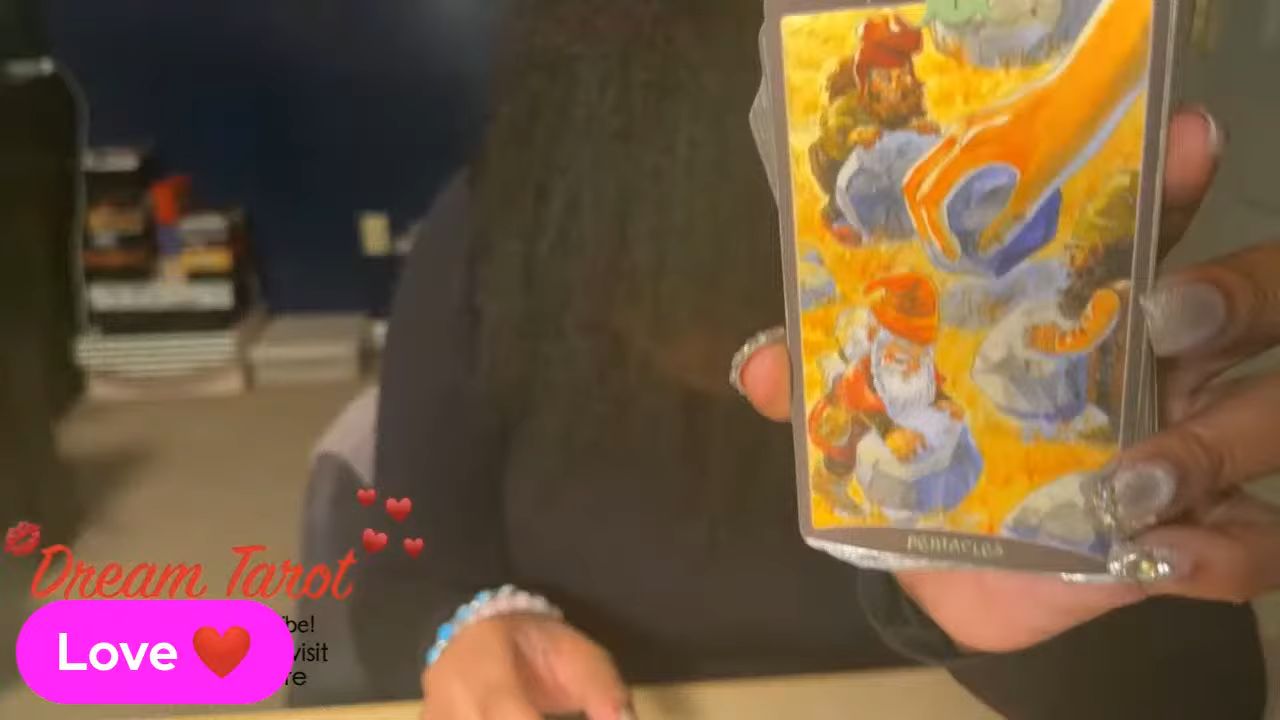 PENTACLES
Dream Tarot
be!
Love ❤️
visit
re